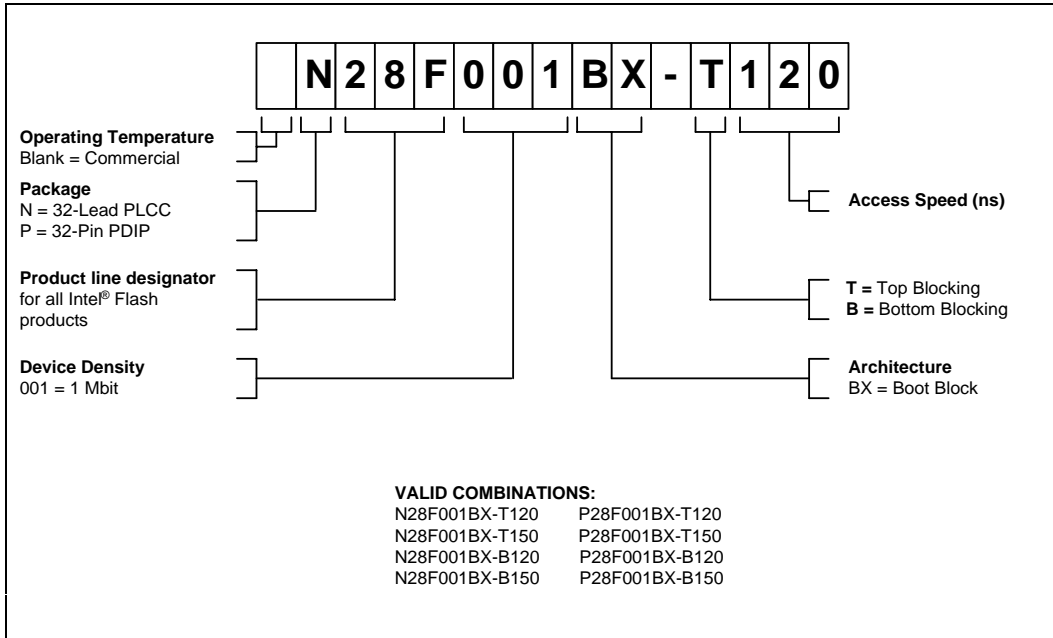 N28F001BX-T120
Operating Temperature
Blank = Commercial
Package
N = 32-Lead PLCC
P = 32-Pin PDIP
Product line designator
for all Intel® Flash
products
Device Density
001 = 1 Mbit
Access Speed (ns)
T = Top Blocking
B = Bottom Blocking
Architecture
BX = Boot Block
VALID COMBINATIONS:
N28F001BX-T120 P28F001BX-T120
N28F001BX-T150 P28F001BX-T150
N28F001BX-B120 P28F001BX-B120
N28F001BX-B150 P28F001BX-B150